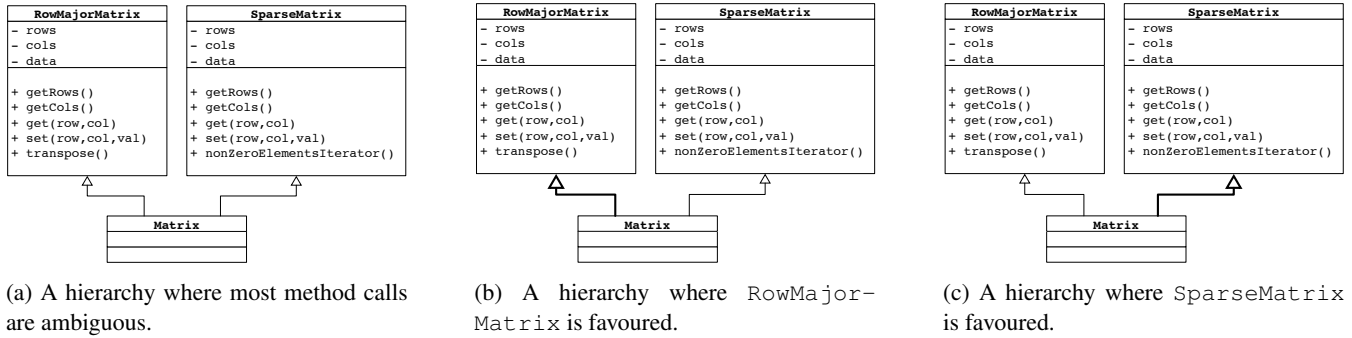 RowMajorMatrix
- rows
- cols
- data
+ getRows()
+ getCols()
+ get(row,col)
+ set(row,col,val)
+ transpose()
SparseMatrix
- rows
- cols
- data
+ getRows()
+ getCols()
+ get(row,col)
+ set(row,col,val)
+ nonZeroElementsIterator()
Matrix
(a) A hierarchy where most method calls
are ambiguous.
RowMajorMatrix
- rows
- cols
- data
+ getRows()
+ getCols()
+ get(row,col)
+ set(row,col,val)
+ transpose()
SparseMatrix
- rows
- cols
- data
+ getRows()
+ getCols()
+ get(row,col)
+ set(row,col,val)
+ nonZeroElementsIterator()
Matrix
(b) A hierarchy where RowMajor-
Matrix is favoured.
RowMajorMatrix
- rows
- cols
- data
+ getRows()
+ getCols()
+ get(row,col)
+ set(row,col,val)
+ transpose()
SparseMatrix
- rows
- cols
- data
+ getRows()
+ getCols()
+ get(row,col)
+ set(row,col,val)
+ nonZeroElementsIterator()
Matrix
(c) A hierarchy where SparseMatrix
is favoured.